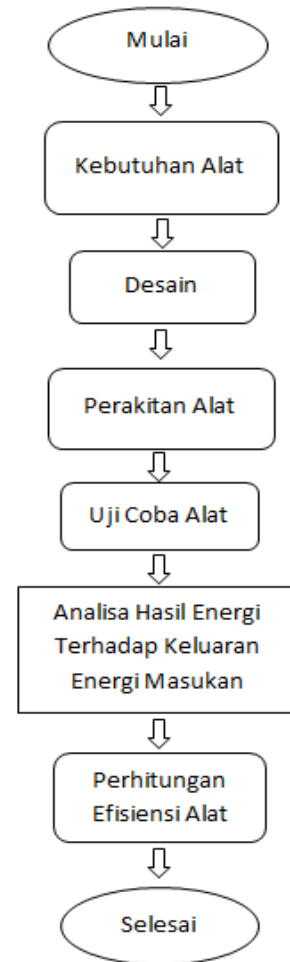 Mulai
Kebutuhan Alat
Desain
Perakitan Alat
Uji Coba Alat
Analisa Hasil Energi
Terhadap Keluaran
Energi Masukan
Perhitungan
Efisiensi Alat
Selesai